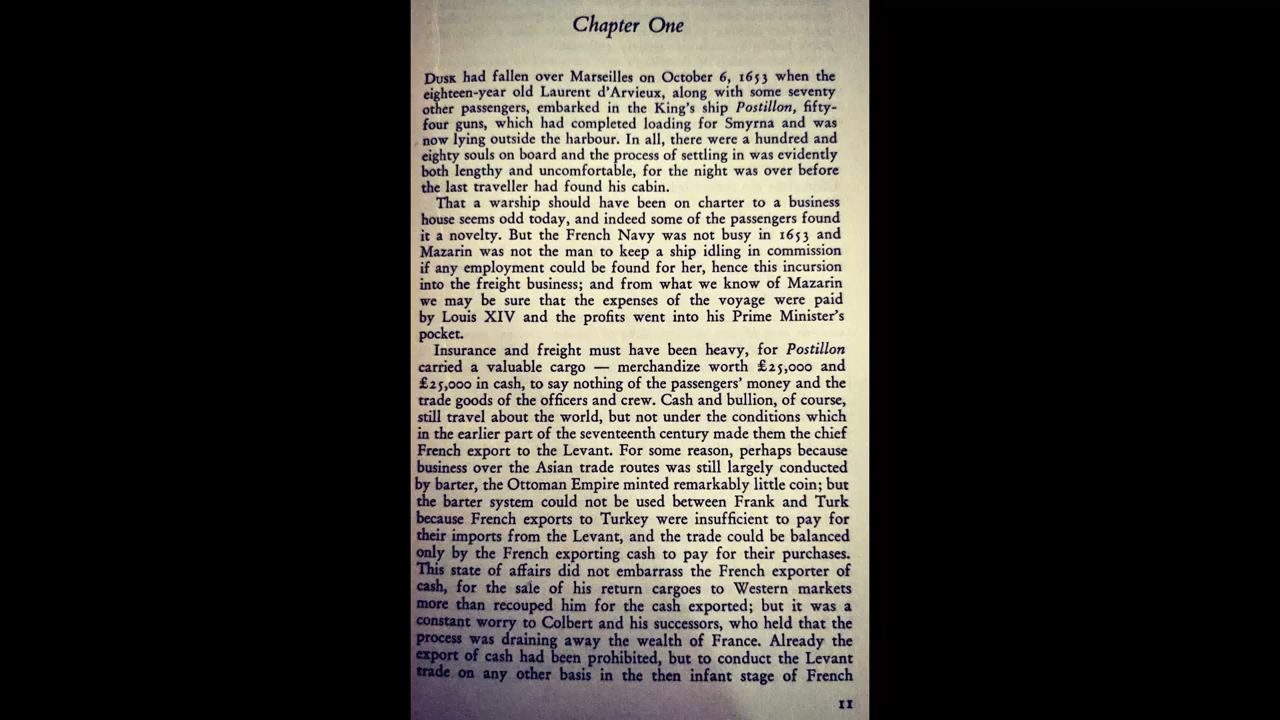 Chapter One
DUSK had fallen over Marseilles on October 6, 1653 when the
eighteen-year old Laurent d'Arvieux, along with some seventy
other passengers, embarked in the King's ship Postillon, fifty-
four guns, which had completed loading for Smyrna and was
now lying outside the harbour. In all, there were a hundred and
eighty souls on board and the process of settling in was evidently
both lengthy and uncomfortable, for the night was over before
the last traveller had found his cabin.
That a warship should have been on charter to a business
house seems odd today, and indeed some of the passengers found
it a novelty. But the French Navy was not busy in 1653 and
Mazarin was not the man to keep a ship idling in commission
if any employment could be found for her, hence this incursion
into the freight business; and from what we know of Mazarin
we may be sure that the expenses of the voyage were paid
by Louis XIV and the profits went into his Prime Minister's
pocket.
Insurance and freight must have been heavy, for Postillon
carried a valuable cargo — merchandize worth £25,000 and
£25,000 in cash, to say nothing of the passengers' money and the
trade goods of the officers and crew. Cash and bullion, of course,
still travel about the world, but not under the conditions which
in the earlier part of the seventeenth century made them the chief
French export to the Levant. For some reason, perhaps because
business over the Asian trade routes was still largely conducted
by barter, the Ottoman Empire minted remarkably little coin; but
the barter system could not be used between Frank and Turk
because French exports to Turkey were insufficient to pay for
their imports from the Levant, and the trade could be balanced
only by the French exporting cash to pay for their purchases.
This state of affairs did not embarrass the French exporter of
cash, for the sale of his return cargoes to Western markets
more than recouped him for the cash exported; but it was a
constant worry to Colbert and his successors, who held that the
process was draining away the wealth of France. Already the
export of cash had been prohibited, but to conduct the Levant
trade on any other basis in the then infant stage of French
11